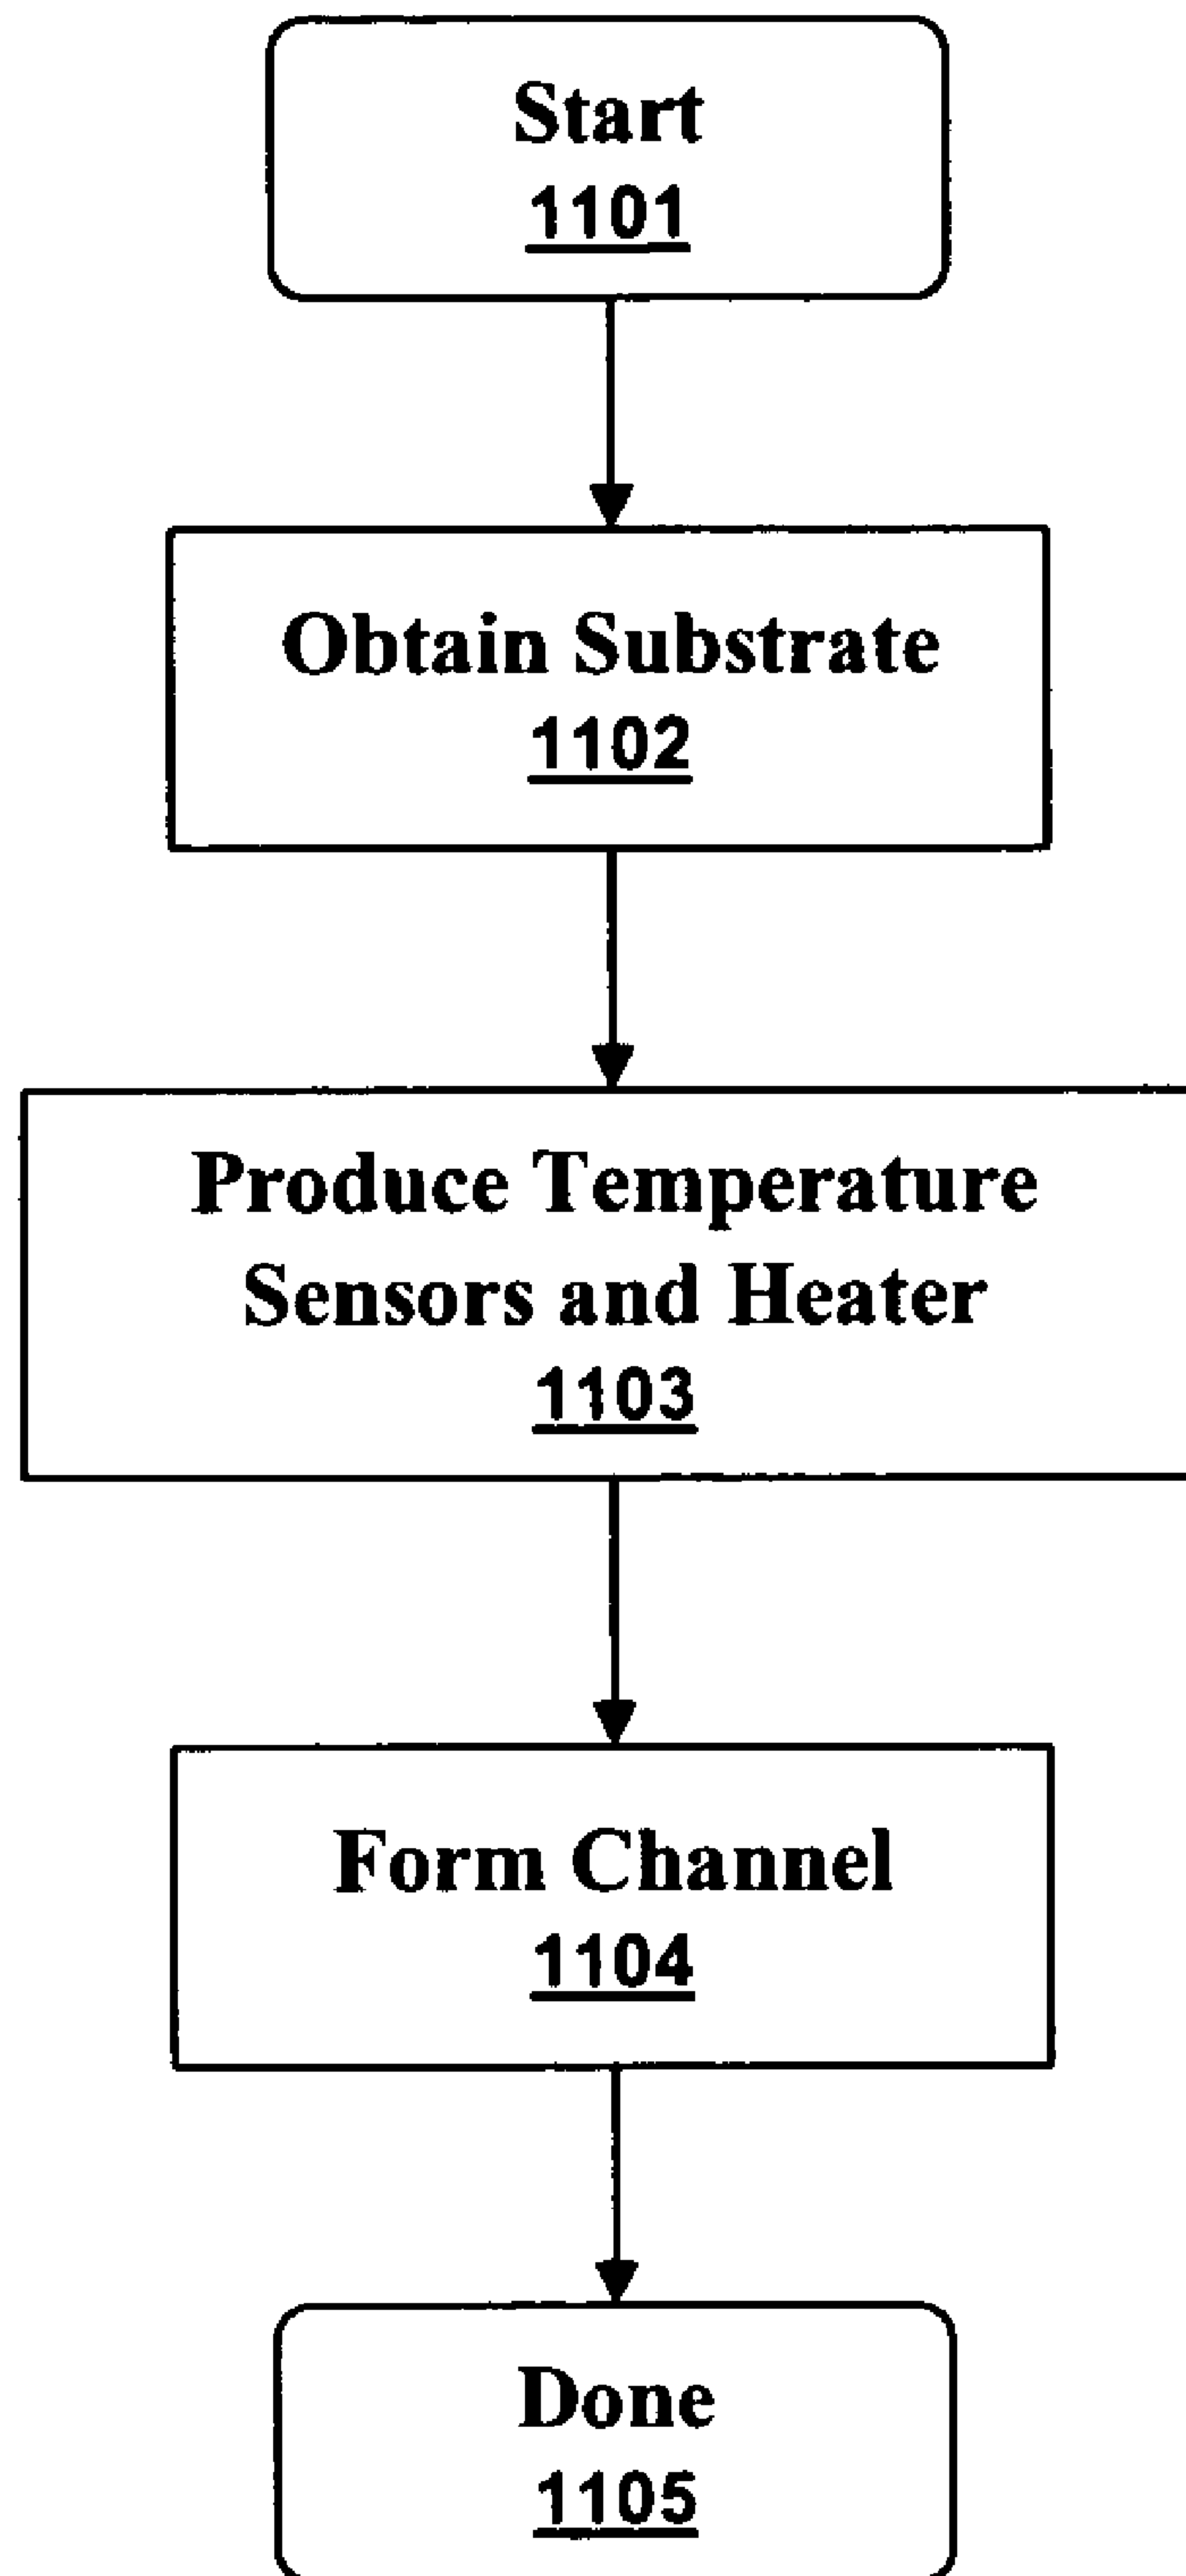 Start
1101
Obtain Substrate
1102
Produce Temperature
Sensors and Heater
1103
Form Channel
1104
Done
1105